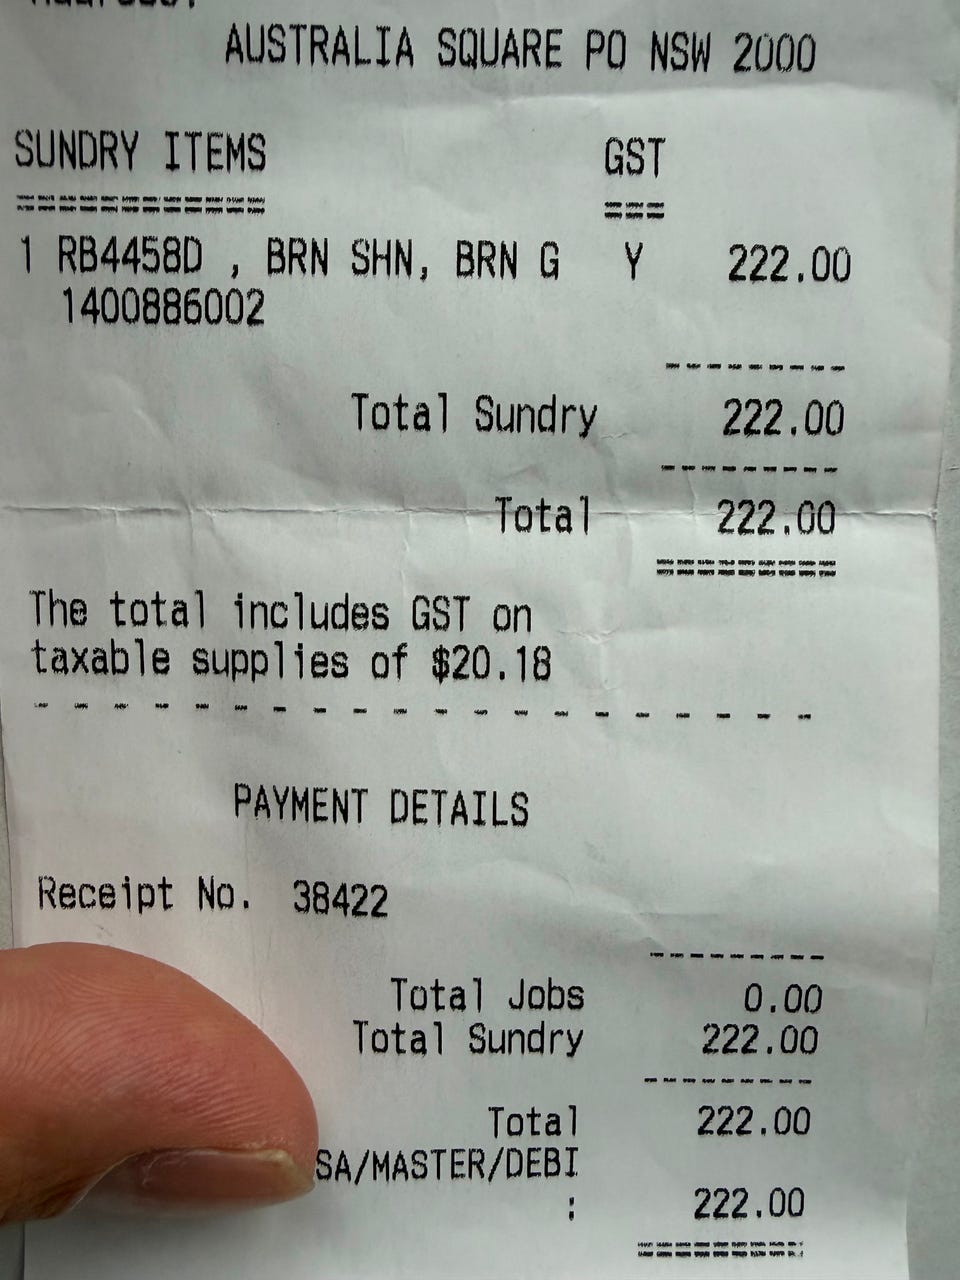 AUSTRALIA SQUARE PO NSW 2000
SUNDRY ITEMS GST
============ ===
1 RB4458D , BRN SHN, BRN G Y 222.00
1400886002
---------
Total Sundry 222.00
---------
Total 222.00
=========
The total includes GST on
taxable supplies of $20.18
- - - - - - - - - - - - - - - - - - - -
PAYMENT DETAILS
Receipt No. 38422
---------
Total Jobs 0.00
Total Sundry 222.00
---------
Total 222.00
SA/MASTER/DEBI
: 222.00
=========